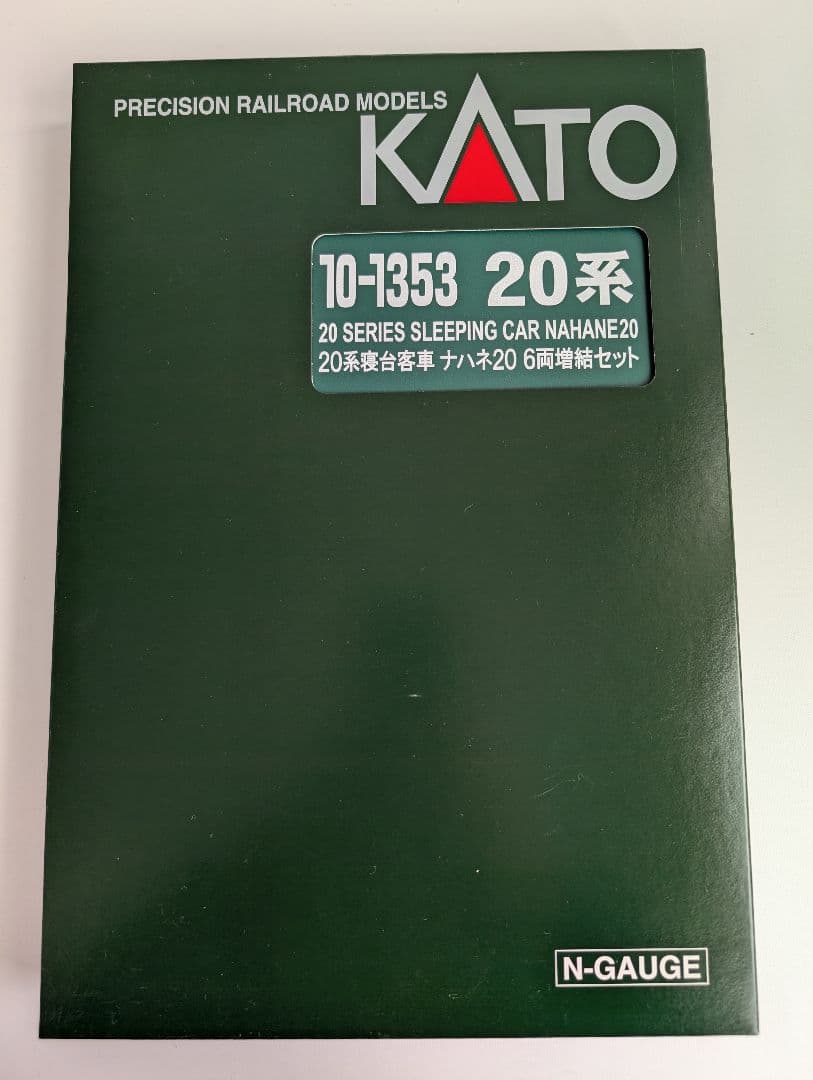 PRECISION RAILROAD MODELS
KATO
10-1353 20系
20 SERIES SLEEPING CAR NAHANE20
20系寝台客車 ナハネ20 6両増結セット
N-GAUGE